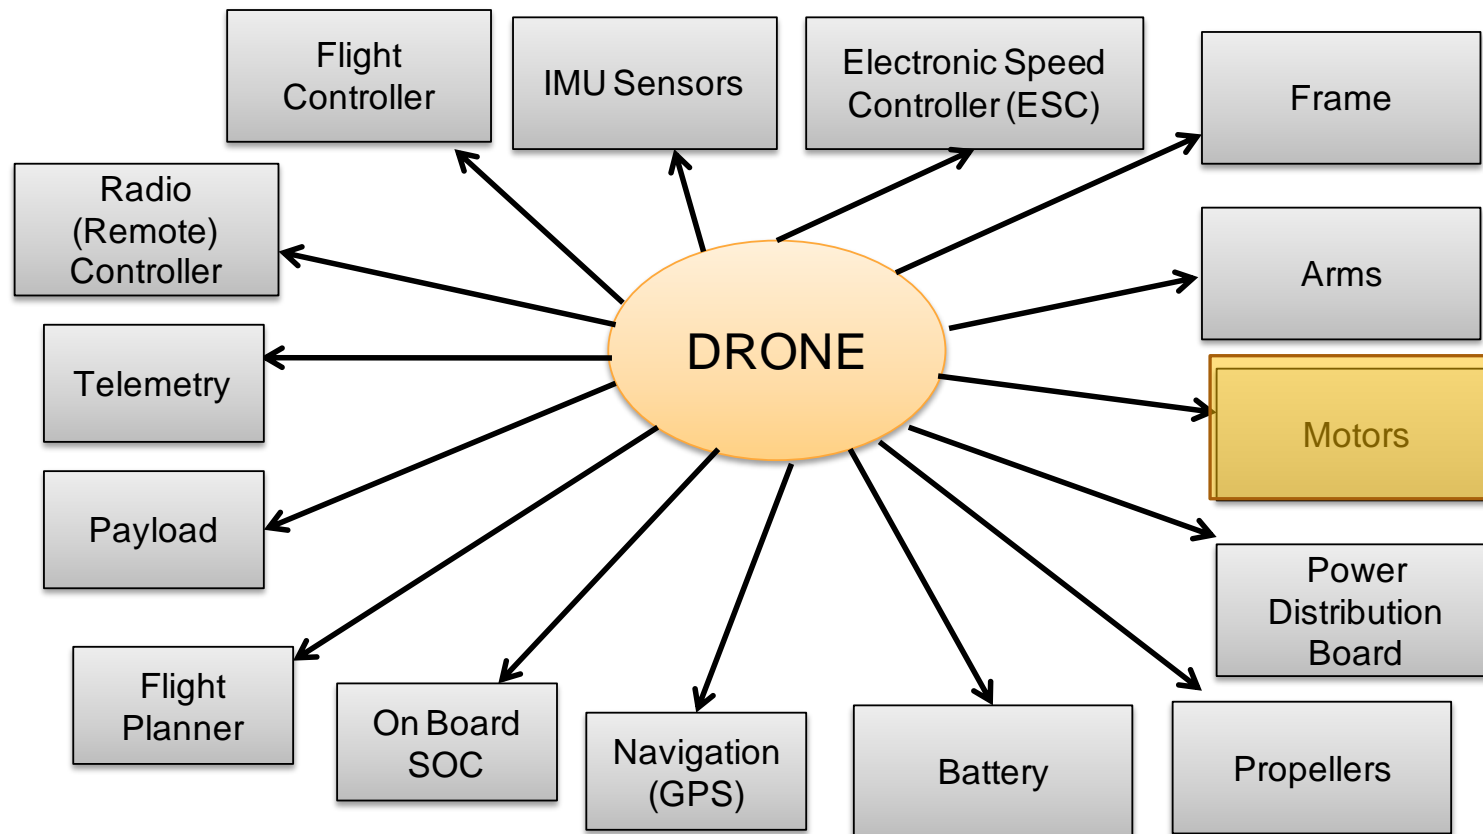 Flight
Controller
IMU Sensors
Electronic Speed
Controller (ESC)
Frame
Radio
(Remote)
Controller
Arms
DRONE
Telemetry
Motors
Payload
Power
Distribution
Board
Flight
Planner
On Board
SOC
Navigation
(GPS)
Battery
Propellers